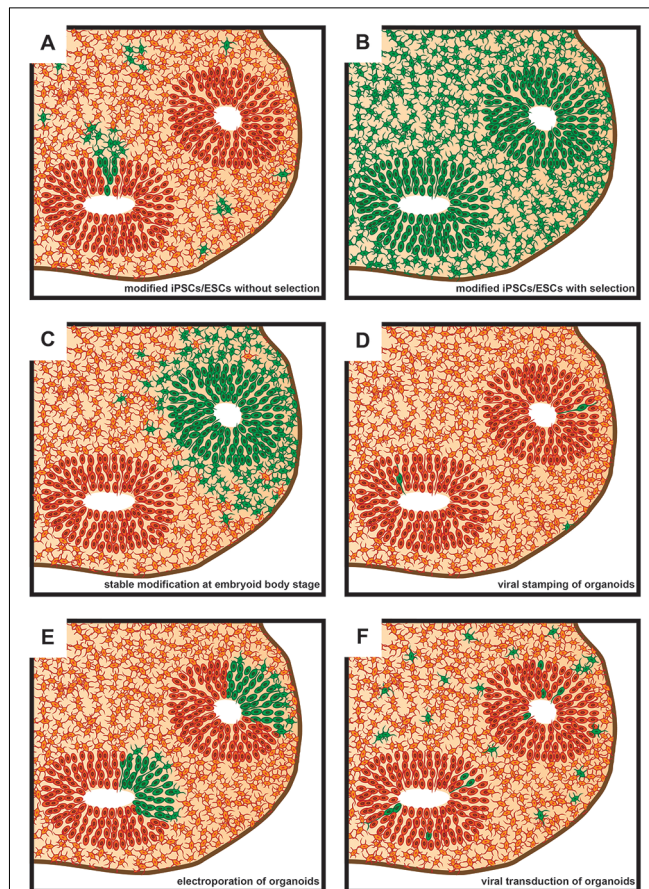 A
B
modified iPSCs/ESCs without selection
modified iPSCs/ESCs with selection
C
D
stable modification at embryoid body stage
viral stamping of organoids
E
F
electroporation of organoids
viral transduction of organoids